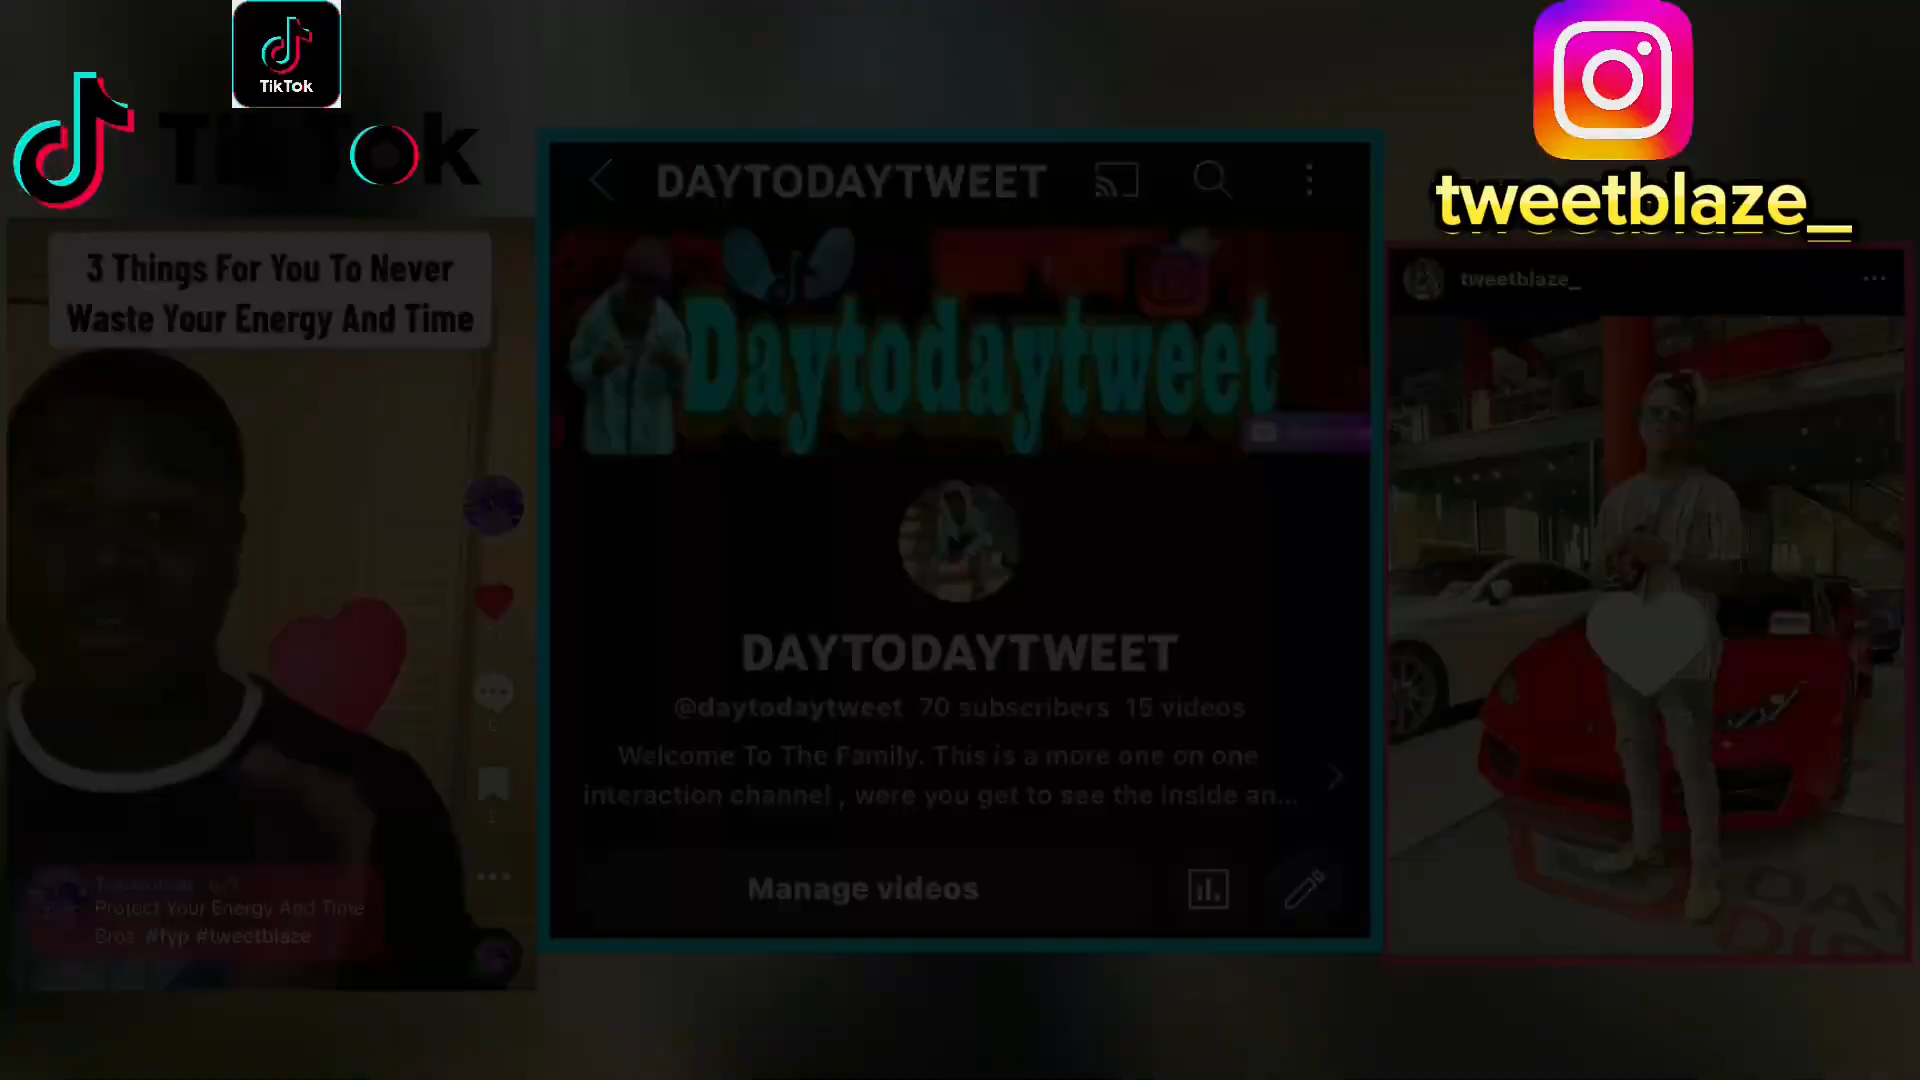 TikTok
TikTok
3 Things For You To Never
Waste Your Energy And Time
Protect Your Energy And Time
Bros #fyp #tweetblaze
DAYTODAYTWEET
Daytodaytweet
DAYTODAYTWEET
@daytodaytweet 70 subscribers 15 videos
Welcome To The Family. This is a more one on one
interaction channel , were you get to see the inside an...
Manage videos
tweetblaze_
tweetblaze_